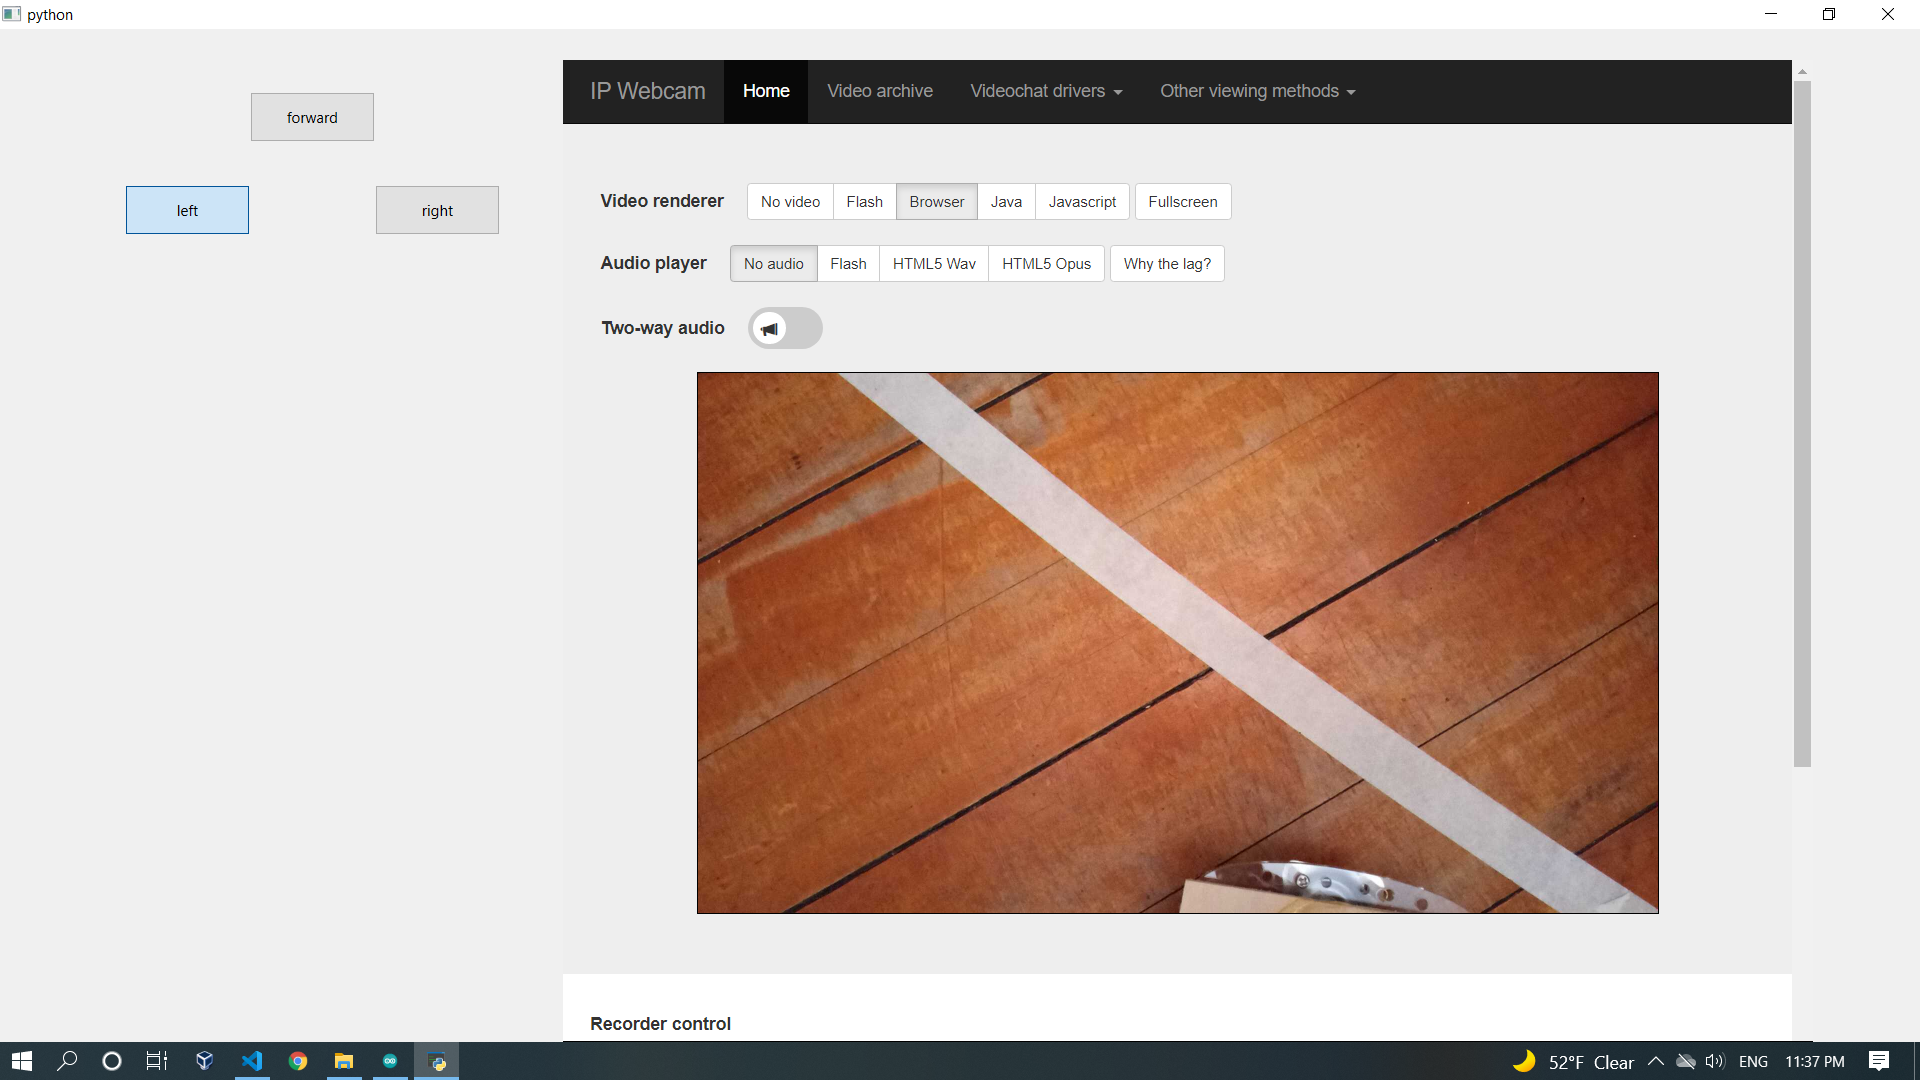 python
forward
left right
IP Webcam Home Video archive Videochat drivers Other viewing methods
Video renderer No video Flash Browser Java Javascript Fullscreen
Audio player No audio Flash HTML5 Wav HTML5 Opus Why the lag?
Two-way audio
Recorder control
52°F Clear ENG 11:37 PM